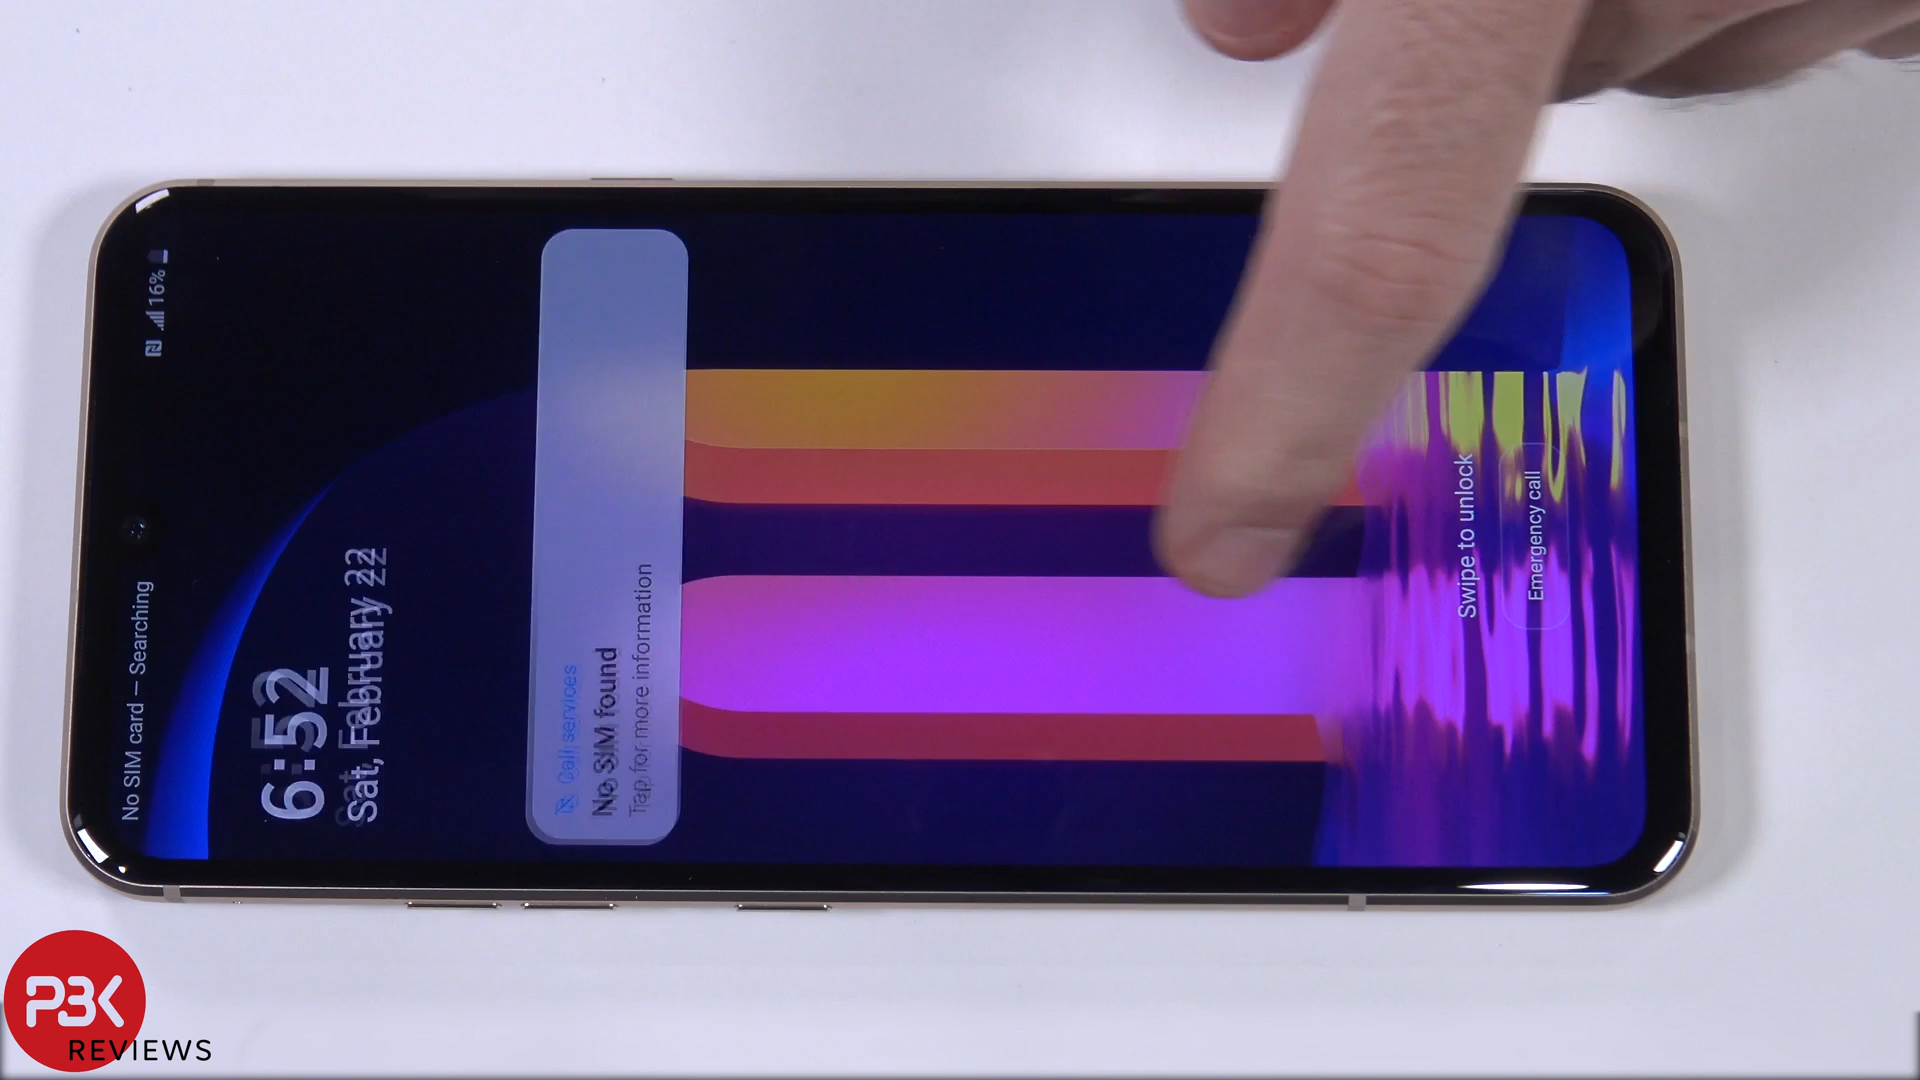 No SIM card — Searching
16%
6:52
Sat, February 22
Call services
No SIM found
Tap for more information
Swipe to unlock
Emergency call
PBK
REVIEWS